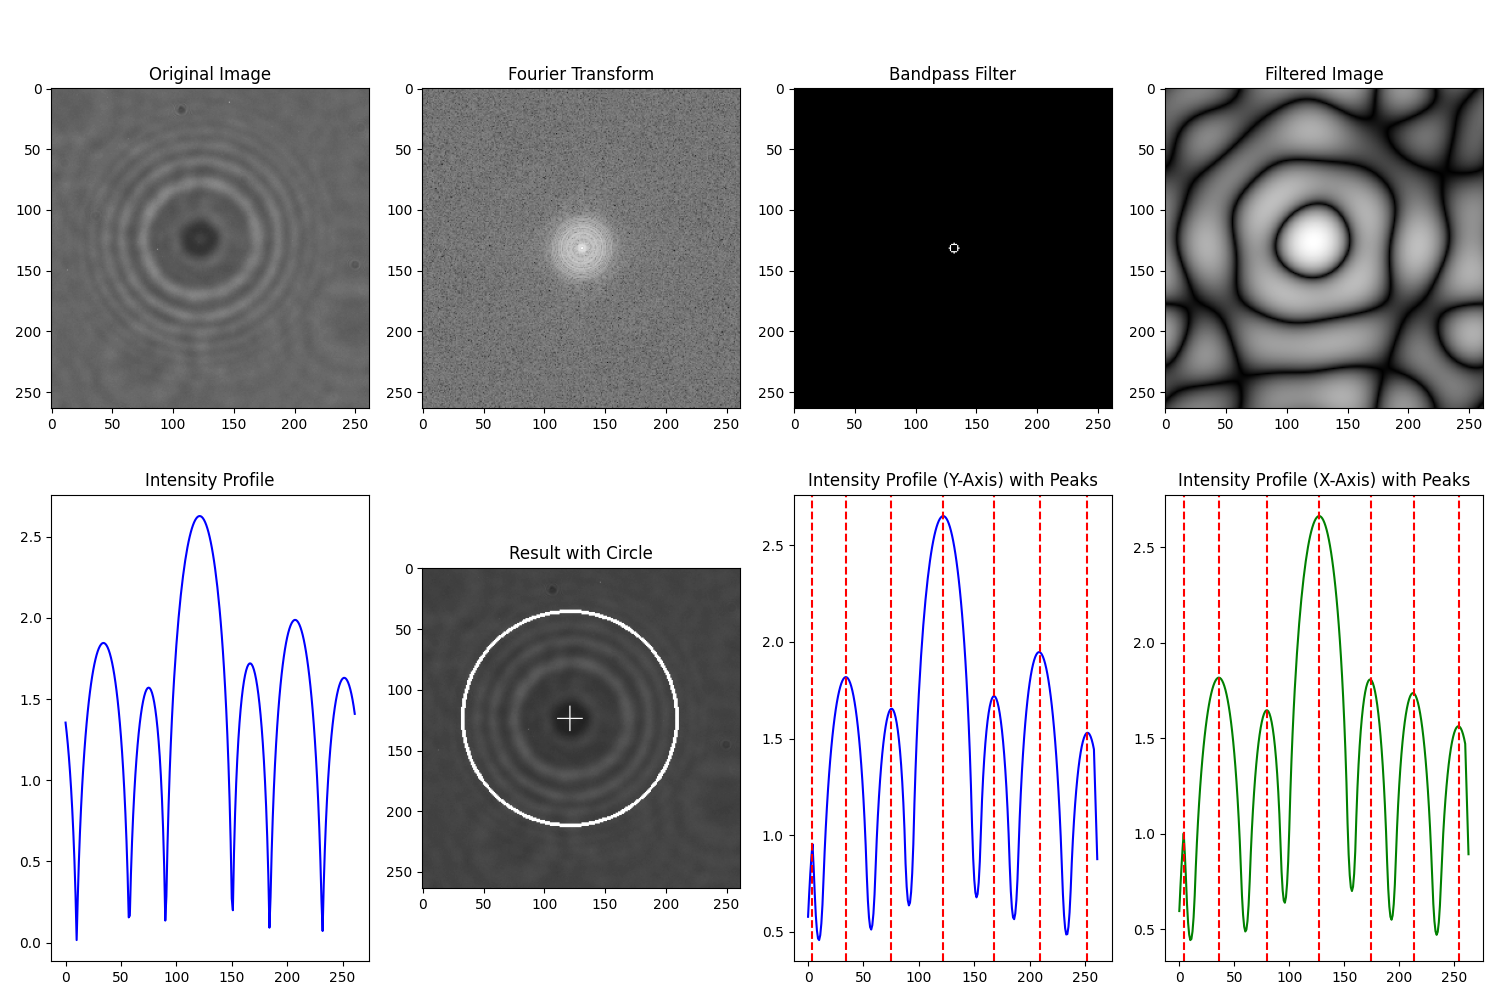 Original Image
Fourier Transform
Bandpass Filter
Filtered Image
0
50
100
150
200
250
0 50 100 150 200 250
0
50
100
150
200
250
0 50 100 150 200 250
0
50
100
150
200
250
0 50 100 150 200 250
0
50
100
150
200
250
0 50 100 150 200 250
Intensity Profile
2.5
2.0
1.5
1.0
0.5
0.0
0 50 100 150 200 250
Result with Circle
0
50
100
150
200
250
0 50 100 150 200 250
Intensity Profile (Y-Axis) with Peaks
2.5
2.0
1.5
1.0
0.5
0 50 100 150 200 250
Intensity Profile (X-Axis) with Peaks
2.5
2.0
1.5
1.0
0.5
0 50 100 150 200 250